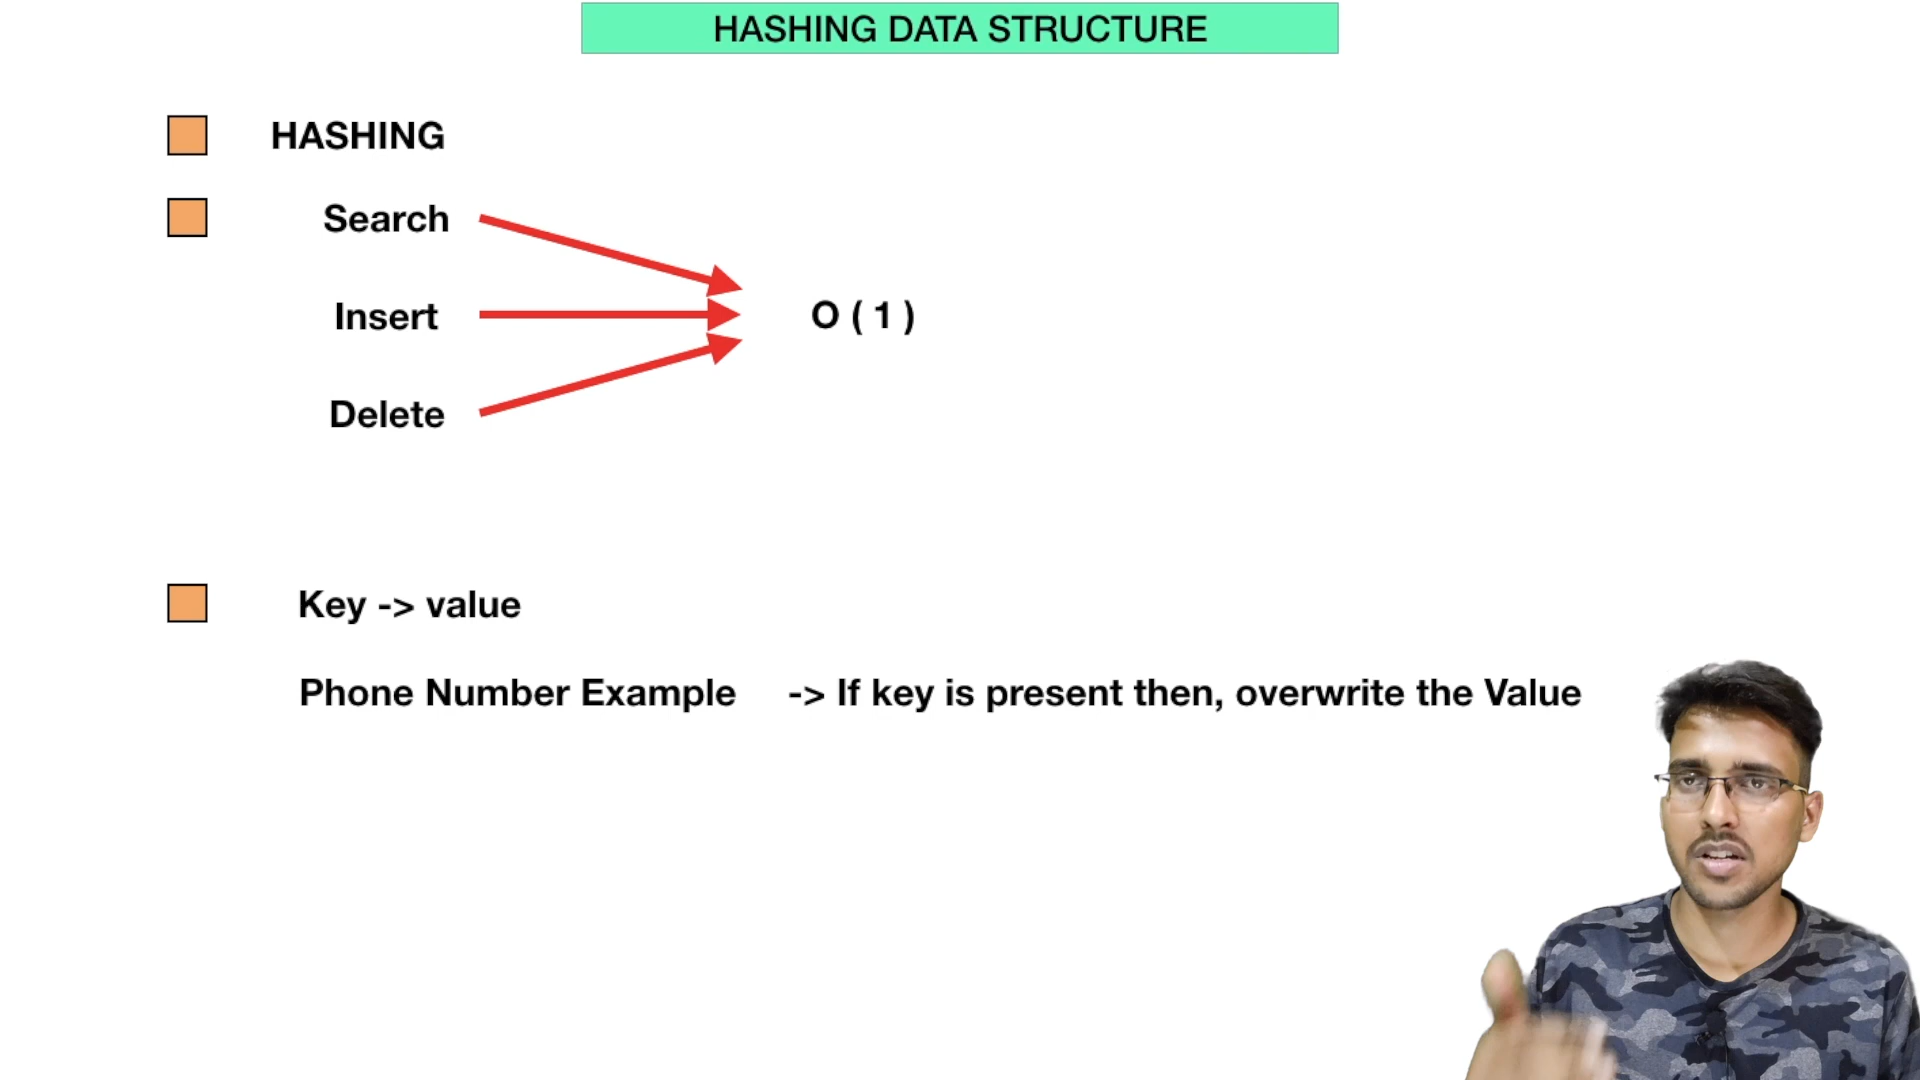 HASHING DATA STRUCTURE
HASHING
Search
Insert
O ( 1 )
Delete
Key -> value
Phone Number Example -> If key is present then, overwrite the Value